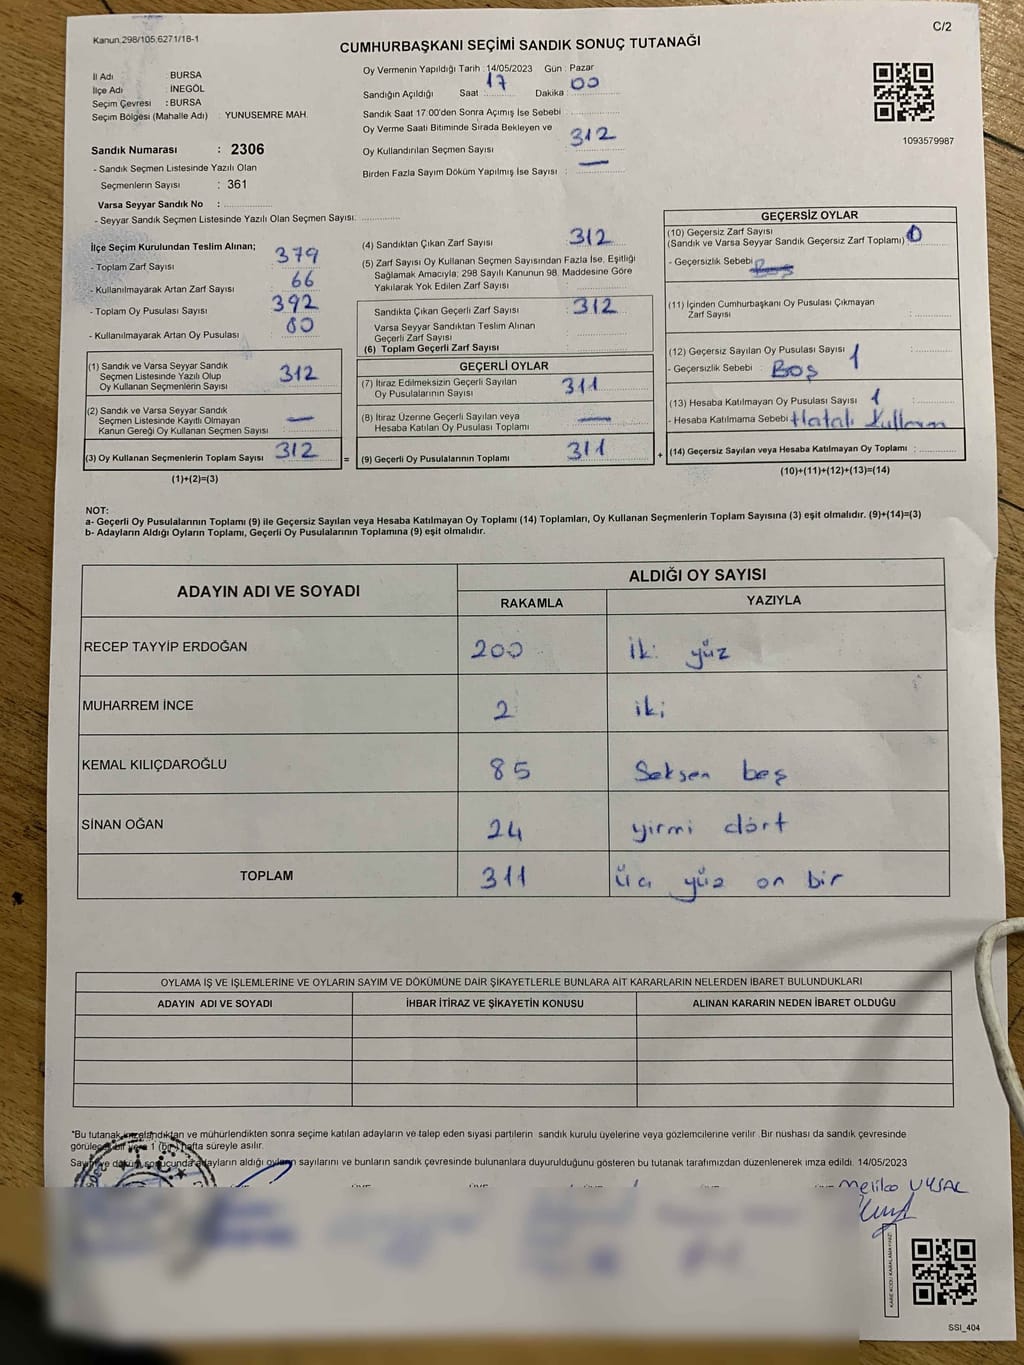 Kanun,298/105,6271/18-1
C/2
CUMHURBAŞKANI SEÇİMİ SANDIK SONUÇ TUTANAĞI
İl Adı : BURSA
İlçe Adı : İNEGÖL
Seçim Çevresi : BURSA
Seçim Bölgesi (Mahalle Adı) : YUNUSEMRE MAH.
Sandık Numarası : 2306
- Sandık Seçmen Listesinde Yazılı Olan
Seçmenlerin Sayısı : 361
Varsa Seyyar Sandık No :
- Seyyar Sandık Seçmen Listesinde Yazılı Olan Seçmen Sayısı:
Oy Vermenin Yapıldığı Tarih : 14/05/2023 Gün : Pazar
Sandığın Açıldığı Saat 17 Dakika 00
Sandık Saat 17:00'den Sonra Açımış İse Sebebi :
Oy Verme Saati Bitiminde Sırada Bekleyen ve
Oy Kullandırılan Seçmen Sayısı : 312
Birden Fazla Sayım Döküm Yapılmış İse Sayısı : —
1093579987
İlçe Seçim Kurulundan Teslim Alınan;
- Toplam Zarf Sayısı 379
- Kullanılmayarak Artan Zarf Sayısı 66
- Toplam Oy Pusulası Sayısı 392
- Kullanılmayarak Artan Oy Pusulası 80
(1) Sandık ve Varsa Seyyar Sandık
Seçmen Listesinde Yazılı Olup
Oy Kullanan Seçmenlerin Sayısı 312
(2) Sandık ve Varsa Seyyar Sandık
Seçmen Listesinde Kayıtlı Olmayan
Kanun Gereği Oy Kullanan Seçmen Sayısı —
(3) Oy Kullanan Seçmenlerin Toplam Sayısı 312
(1)+(2)=(3)
=
(4) Sandıktan Çıkan Zarf Sayısı 312
(5) Zarf Sayısı Oy Kullanan Seçmen Sayısından Fazla İse, Eşitliği
Sağlamak Amacıyla; 298 Sayılı Kanunun 98. Maddesine Göre
Yakılarak Yok Edilen Zarf Sayısı :
Sandıkta Çıkan Geçerli Zarf Sayısı : 312
Varsa Seyyar Sandıktan Teslim Alınan
Geçerli Zarf Sayısı
(6) Toplam Geçerli Zarf Sayısı
GEÇERLİ OYLAR
(7) İtiraz Edilmeksizin Geçerli Sayılan
Oy Pusulalarının Sayısı 311
(8) İtiraz Üzerine Geçerli Sayılan veya
Hesaba Katılan Oy Pusulası Toplamı —
(9) Geçerli Oy Pusulalarının Toplamı 311
+
GEÇERSİZ OYLAR
(10) Geçersiz Zarf Sayısı
(Sandık ve Varsa Seyyar Sandık Geçersiz Zarf Toplamı) 0
- Geçersizlik Sebebi : Boş
(11) İçinden Cumhurbaşkanı Oy Pusulası Çıkmayan
Zarf Sayısı :
(12) Geçersiz Sayılan Oy Pusulası Sayısı : 1
- Geçersizlik Sebebi : Boş
(13) Hesaba Katılmayan Oy Pusulası Sayısı : 1
- Hesaba Katılmama Sebebi : Hatalı Kullanım
(14) Geçersiz Sayılan veya Hesaba Katılmayan Oy Toplamı :
(10)+(11)+(12)+(13)=(14)
NOT:
a- Geçerli Oy Pusulalarının Toplamı (9) ile Geçersiz Sayılan veya Hesaba Katılmayan Oy Toplamı (14) Toplamları, Oy Kullanan Seçmenlerin Toplam Sayısına (3) eşit olmalıdır. (9)+(14)=(3)
b- Adayların Aldığı Oyların Toplamı, Geçerli Oy Pusulalarının Toplamına (9) eşit olmalıdır.
ADAYIN ADI VE SOYADI
ALDIĞI OY SAYISI
RAKAMLA YAZIYLA
RECEP TAYYİP ERDOĞAN 200 iki yüz
MUHARREM İNCE 2 iki
KEMAL KILIÇDAROĞLU 85 Seksen beş
SİNAN OĞAN 24 yirmi dört
TOPLAM 311 üç yüz on bir
OYLAMA İŞ VE İŞLEMLERİNE VE OYLARIN SAYIM VE DÖKÜMÜNE DAİR ŞİKAYETLERLE BUNLARA AİT KARARLARIN NELERDEN İBARET BULUNDUKLARI
ADAYIN ADI VE SOYADI İHBAR İTİRAZ VE ŞİKAYETİN KONUSU ALINAN KARARIN NEDEN İBARET OLDUĞU
*Bu tutanak imzalandıktan ve mühürlendikten sonra seçime katılan adayların ve talep eden siyasi partilerin sandık kurulu üyelerine veya gözlemcilerine verilir. Bir nüshası da sandık çevresinde
görülecek bir yere 1 (bir) hafta süreyle asılır.
Sayım ve döküm sonucunda adayların aldığı oyların sayılarını ve bunların sandık çevresinde bulunanlara duyurulduğunu gösteren bu tutanak tarafımızdan düzenlenerek imza edildi. 14/05/2023
T.C.
Melike UYSAL
KARE KODU KARALAMAYINIZ
SSI_404